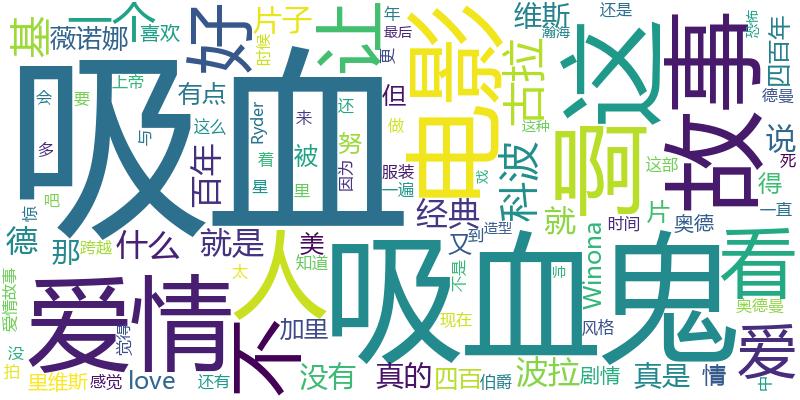 基
一个
好
片子
让
维斯
还是
瀚海
恐怖
薇诺娜
喜欢
时候
年
最后
更
电影
古拉
这
故事
四百年
德曼
吸血
会
要
上帝
有点
但
多
与
这么
Ryder
来
还
努
哥
说
死
百年
着
被
因为
服装
做
这种
这部
得
惊
吧
星
里
一遍
戏
科波
德
那
跨越
什么
就是
美
经典
又
到
造型
就
片
奥德
时间
一直
爱情故事
爱情
人
太
知道
不
吸血鬼
不是
Winona
看
奥德曼
没
拍
觉得
加里
现在
帅
风格
爱
里维斯
感觉
love
还有
没有
真的
四百
伯爵
波拉
剧情
真是
情
中